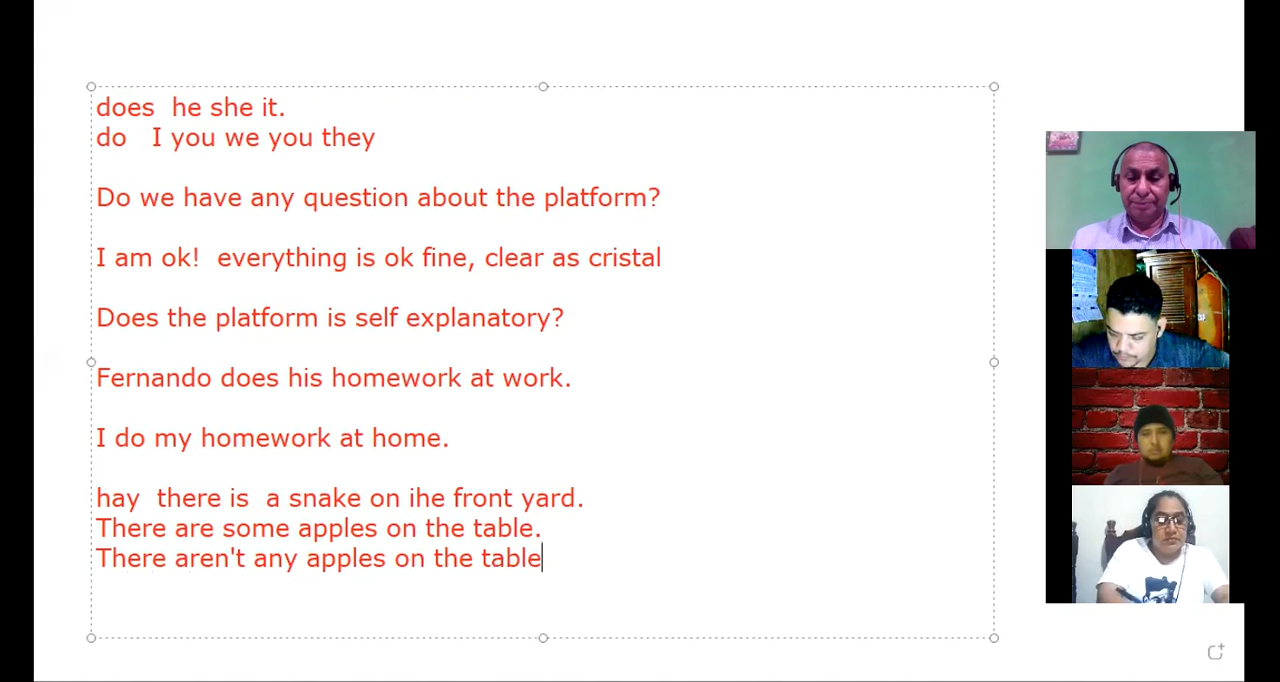 does he she it.
do I you we you they
Do we have any question about the platform?
I am ok! everything is ok fine, clear as cristal
Does the platform is self explanatory?
Fernando does his homework at work.
I do my homework at home.
hay there is a snake on ihe front yard.
There are some apples on the table.
There aren't any apples on the table